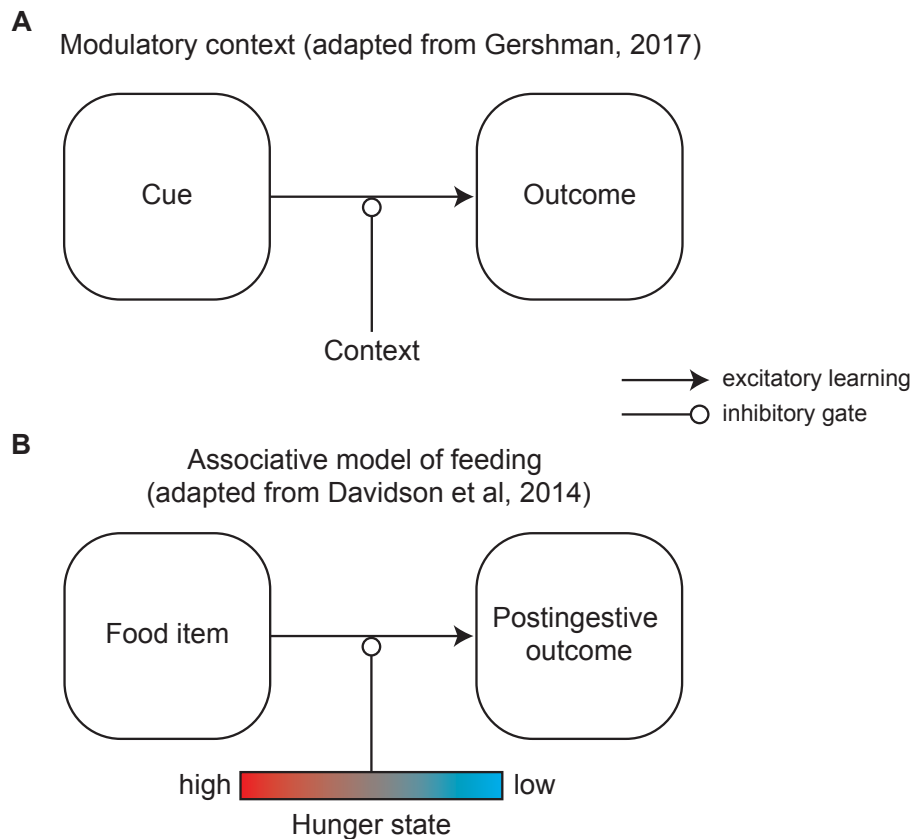 A
Modulatory context (adapted from Gershman, 2017)
Cue
Outcome
Context
excitatory learning
inhibitory gate
B
Associative model of feeding
(adapted from Davidson et al, 2014)
Food item
Postingestive
outcome
high
low
Hunger state